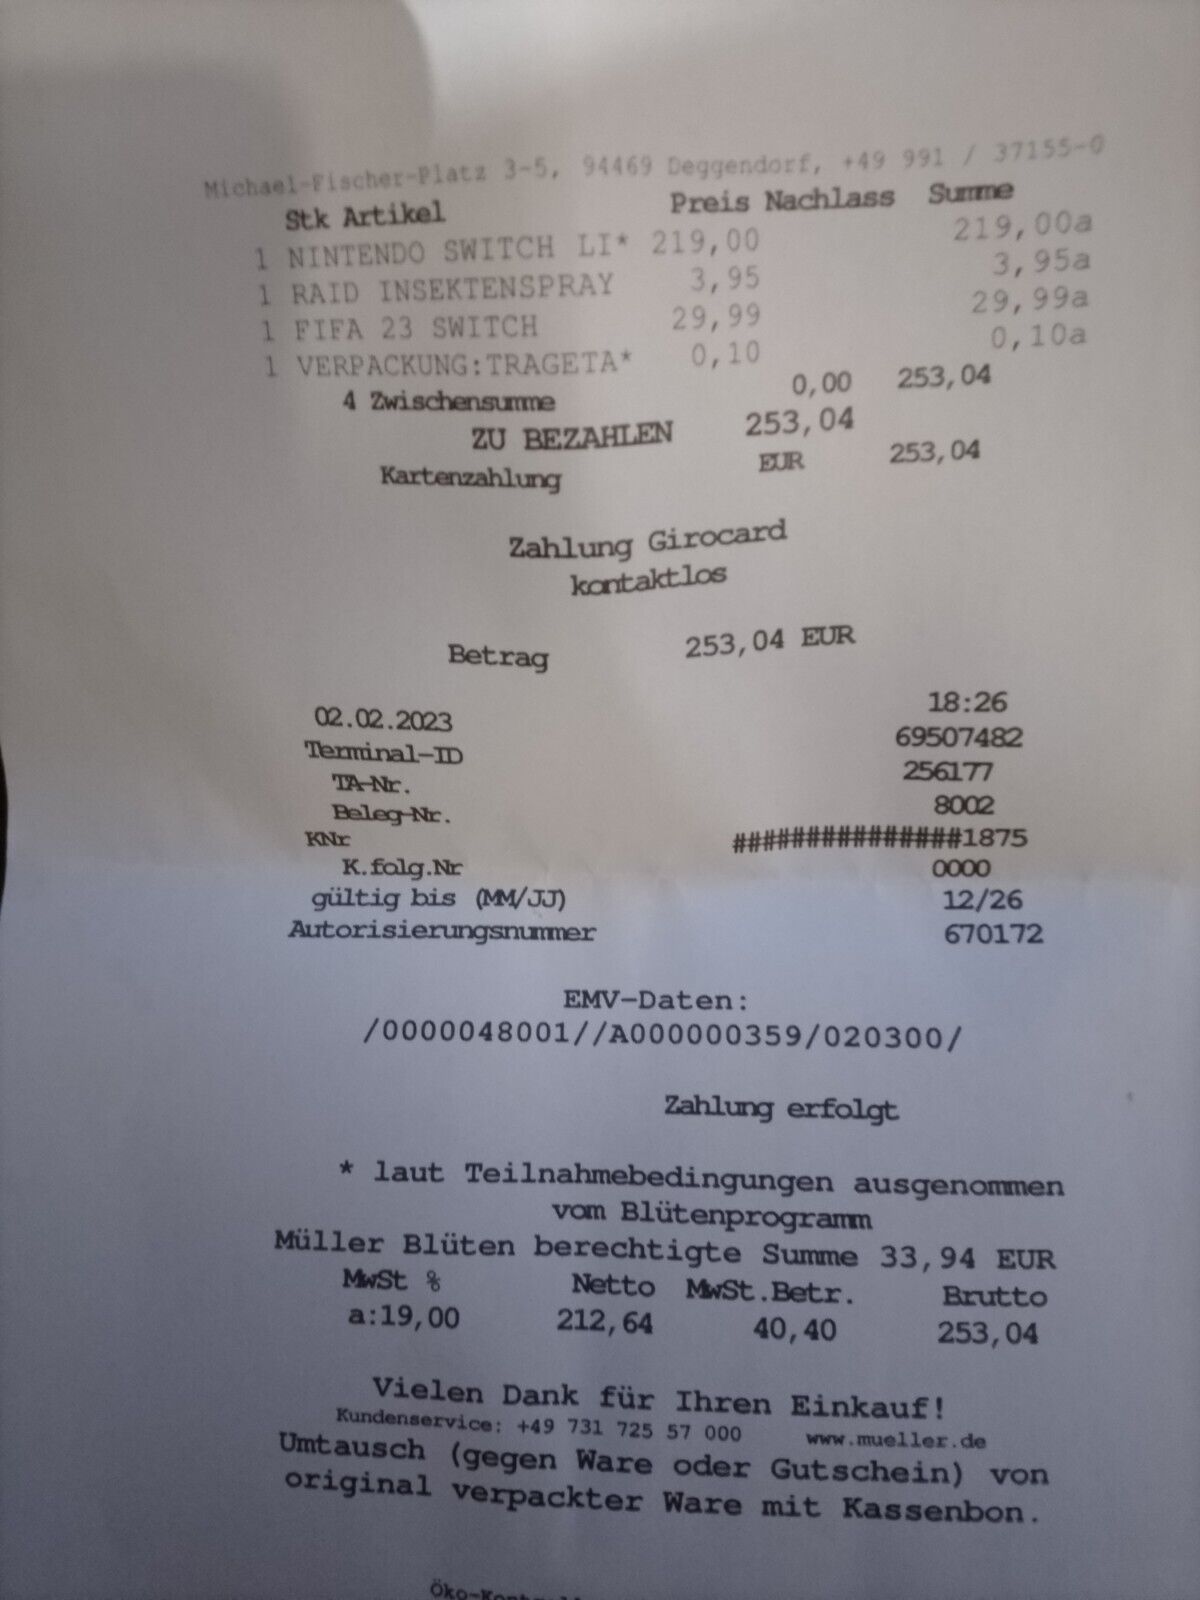 Michael-Fischer-Platz 3-5, 94469 Deggendorf, +49 991 / 37155-0
Stk Artikel Preis Nachlass Summe
1 NINTENDO SWITCH LI* 219,00 219,00a
1 RAID INSEKTENSPRAY 3,95 3,95a
1 FIFA 23 SWITCH 29,99 29,99a
1 VERPACKUNG:TRAGETA* 0,10 0,10a
4 Zwischensumme 0,00 253,04
ZU BEZAHLEN 253,04
Kartenzahlung EUR 253,04
Zahlung Girocard
kontaktlos
Betrag 253,04 EUR
02.02.2023 18:26
Terminal-ID 69507482
TA-Nr. 256177
Beleg-Nr. 8002
KNr ###############1875
K.folg.Nr 0000
gültig bis (MM/JJ) 12/26
Autorisierungsnummer 670172
EMV-Daten:
/0000048001//A000000359/020300/
Zahlung erfolgt
* laut Teilnahmebedingungen ausgenommen
vom Blütenprogramm
Müller Blüten berechtigte Summe 33,94 EUR
MwSt % Netto MwSt.Betr. Brutto
a:19,00 212,64 40,40 253,04
Vielen Dank für Ihren Einkauf!
Kundenservice: +49 731 725 57 000 www.mueller.de
Umtausch (gegen Ware oder Gutschein) von
original verpackter Ware mit Kassenbon.